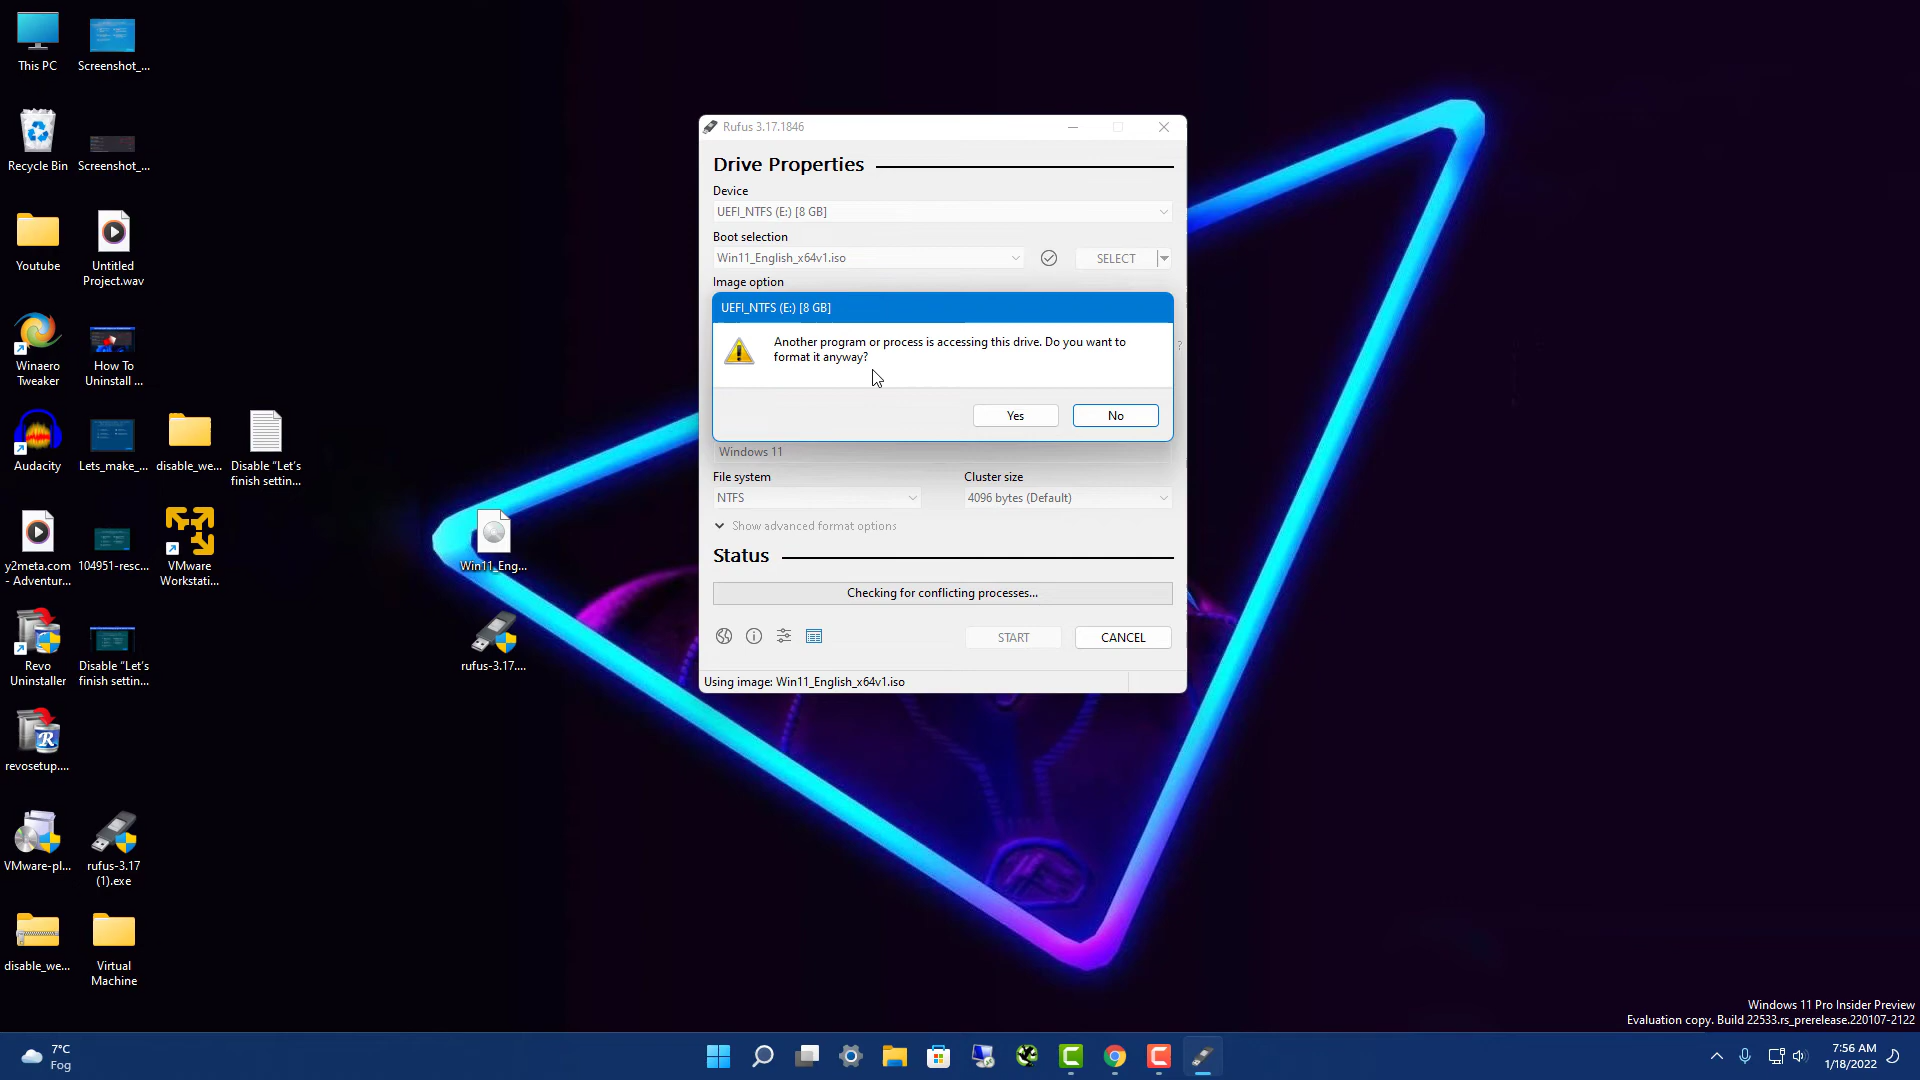 This PC
Screenshot_...
Recycle Bin
Screenshot_...
Youtube
Untitled
Project.wav
Winaero
Tweaker
How To
Uninstall ...
Audacity
Lets_make_...
disable_we...
Disable “Let’s
finish settin...
y2meta.com
- Adventur...
104951-resc...
VMware
Workstati...
Revo
Uninstaller
Disable “Let’s
finish settin...
revosetup....
VMware-pl...
rufus-3.17
(1).exe
disable_we...
Virtual
Machine
Win11_Eng...
rufus-3.17....
Rufus 3.17.1846
Drive Properties
Device
UEFI_NTFS (E:) [8 GB]
Boot selection
Win11_English_x64v1.iso
SELECT
Image option
UEFI_NTFS (E:) [8 GB]
Another program or process is accessing this drive. Do you want to
format it anyway?
?
Yes
No
Windows 11
File system
Cluster size
NTFS
4096 bytes (Default)
Show advanced format options
Status
Checking for conflicting processes...
START
CANCEL
Using image: Win11_English_x64v1.iso
Windows 11 Pro Insider Preview
Evaluation copy. Build 22533.rs_prerelease.220107-2122
7°C
Fog
7:56 AM
1/18/2022